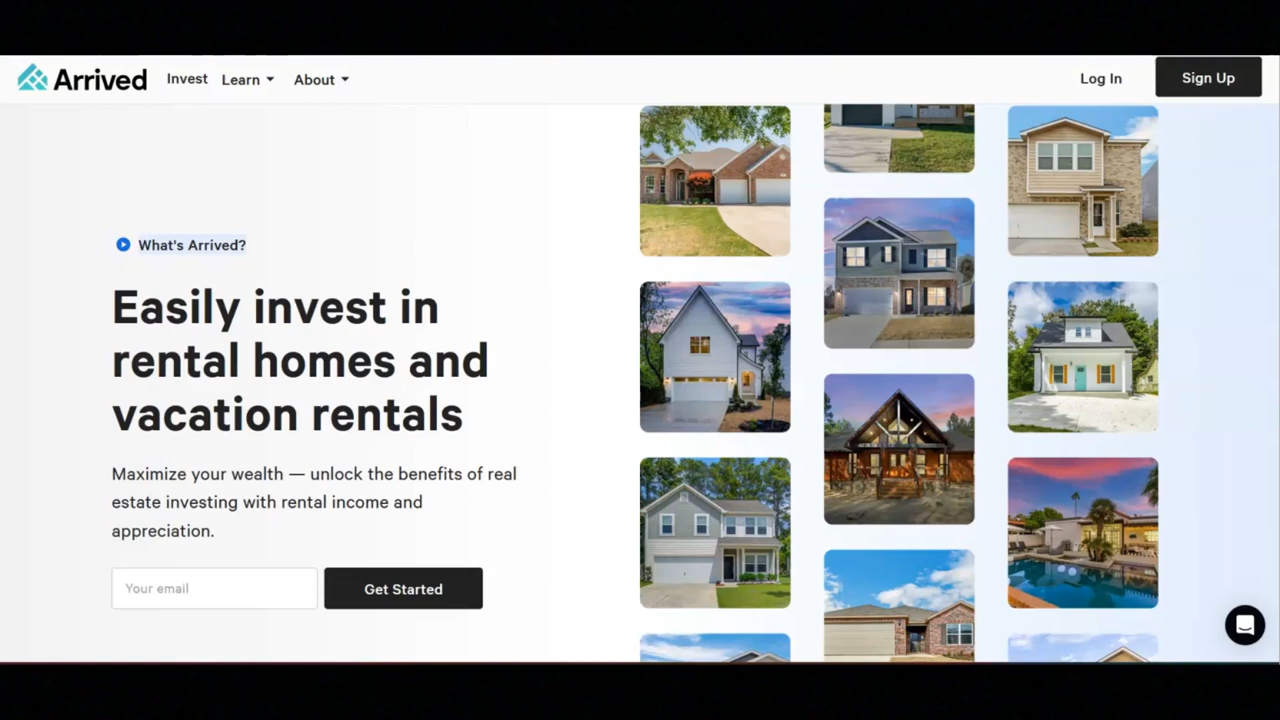 Arrived
Invest
Learn
About
Log In
Sign Up
What's Arrived?
Easily invest in
rental homes and
vacation rentals
Maximize your wealth — unlock the benefits of real
estate investing with rental income and
appreciation.
Your email
Get Started